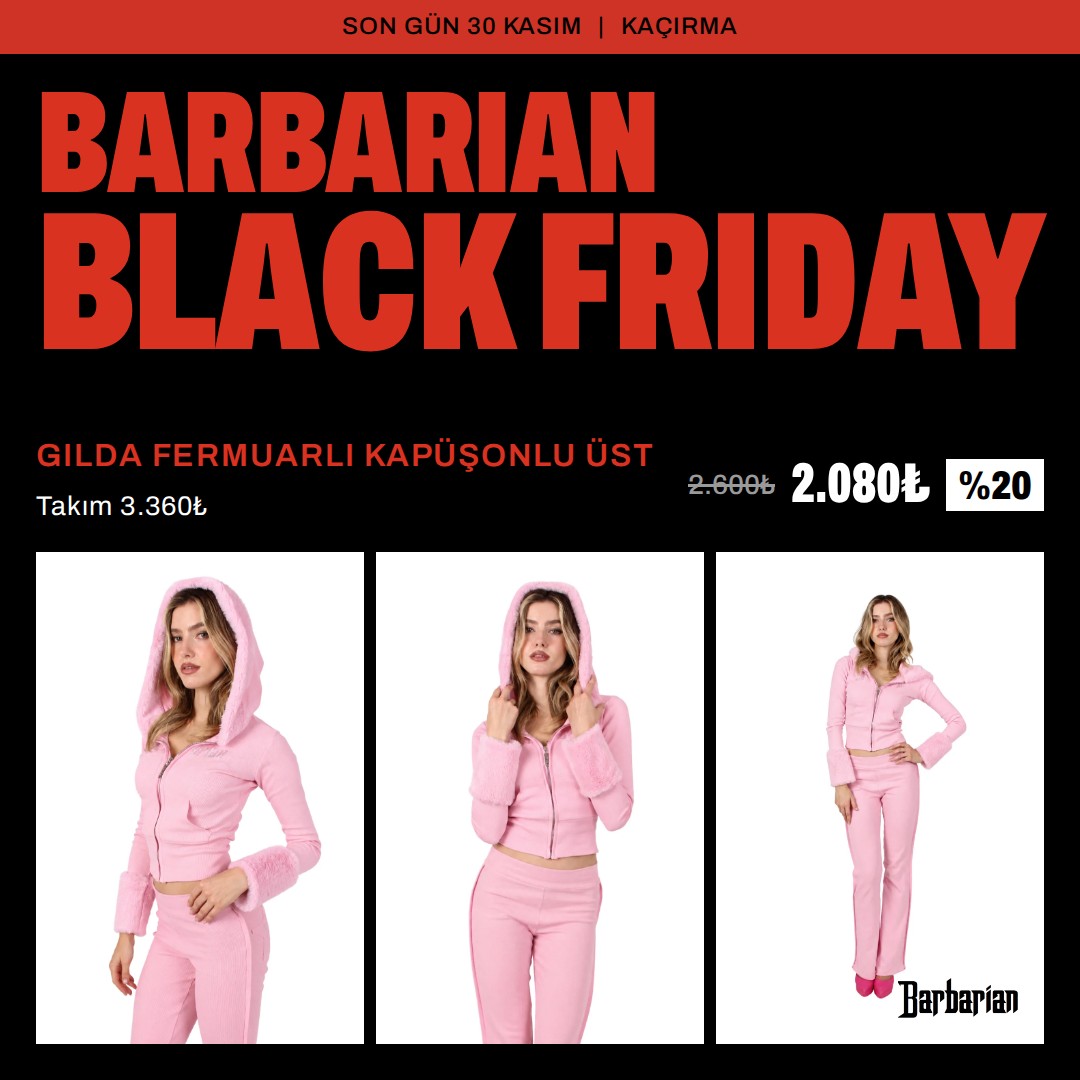 SON GÜN 30 KASIM | KAÇIRMA
BARBARIAN
BLACK FRIDAY
GILDA FERMUARLI KAPÜŞONLU ÜST
Takım 3.360₺
2.600₺ 2.080₺ %20
Barbarian